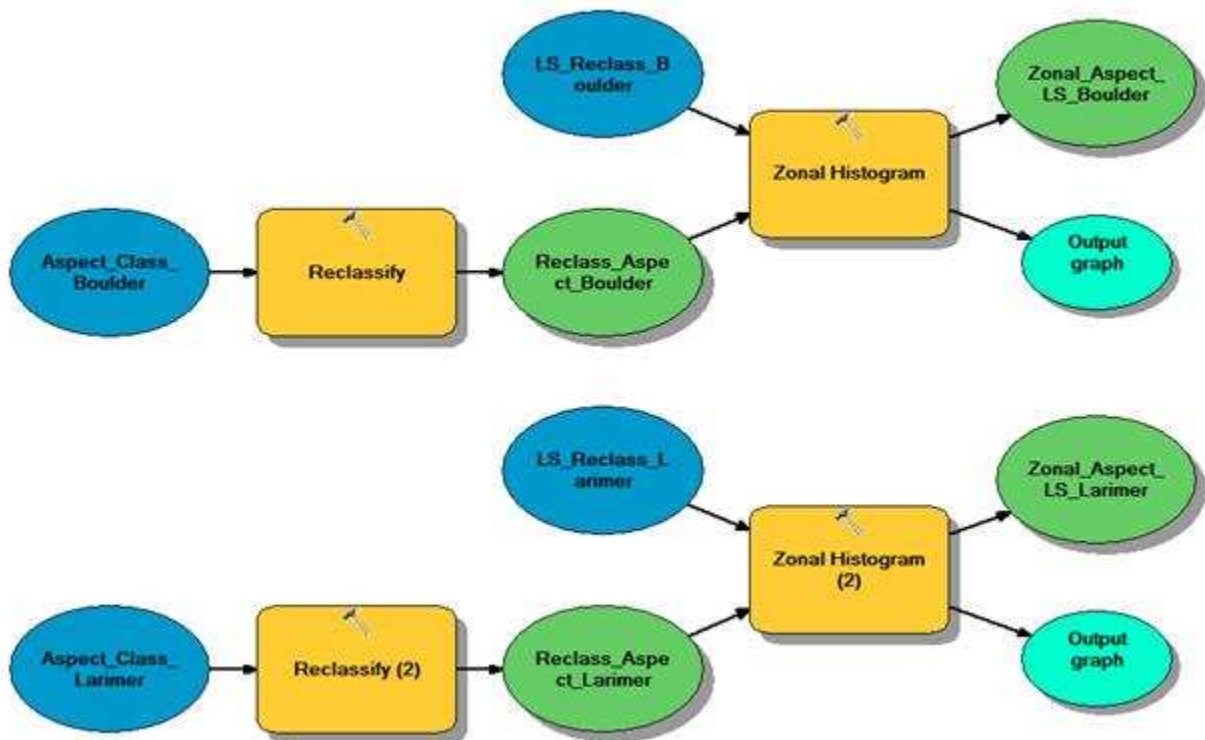 LS_Reclass_B
oulder
Zonal_Aspect_
LS_Boulder
Zonal Histogram
Aspect_Class_
Boulder
Reclassify
Reclass_Aspe
ct_Boulder
Output
graph
LS_Reclass_L
arimer
Zonal_Aspect_
LS_Larimer
Zonal Histogram
(2)
Aspect_Class_
Larimer
Reclassify (2)
Reclass_Aspe
ct_Larimer
Output
graph